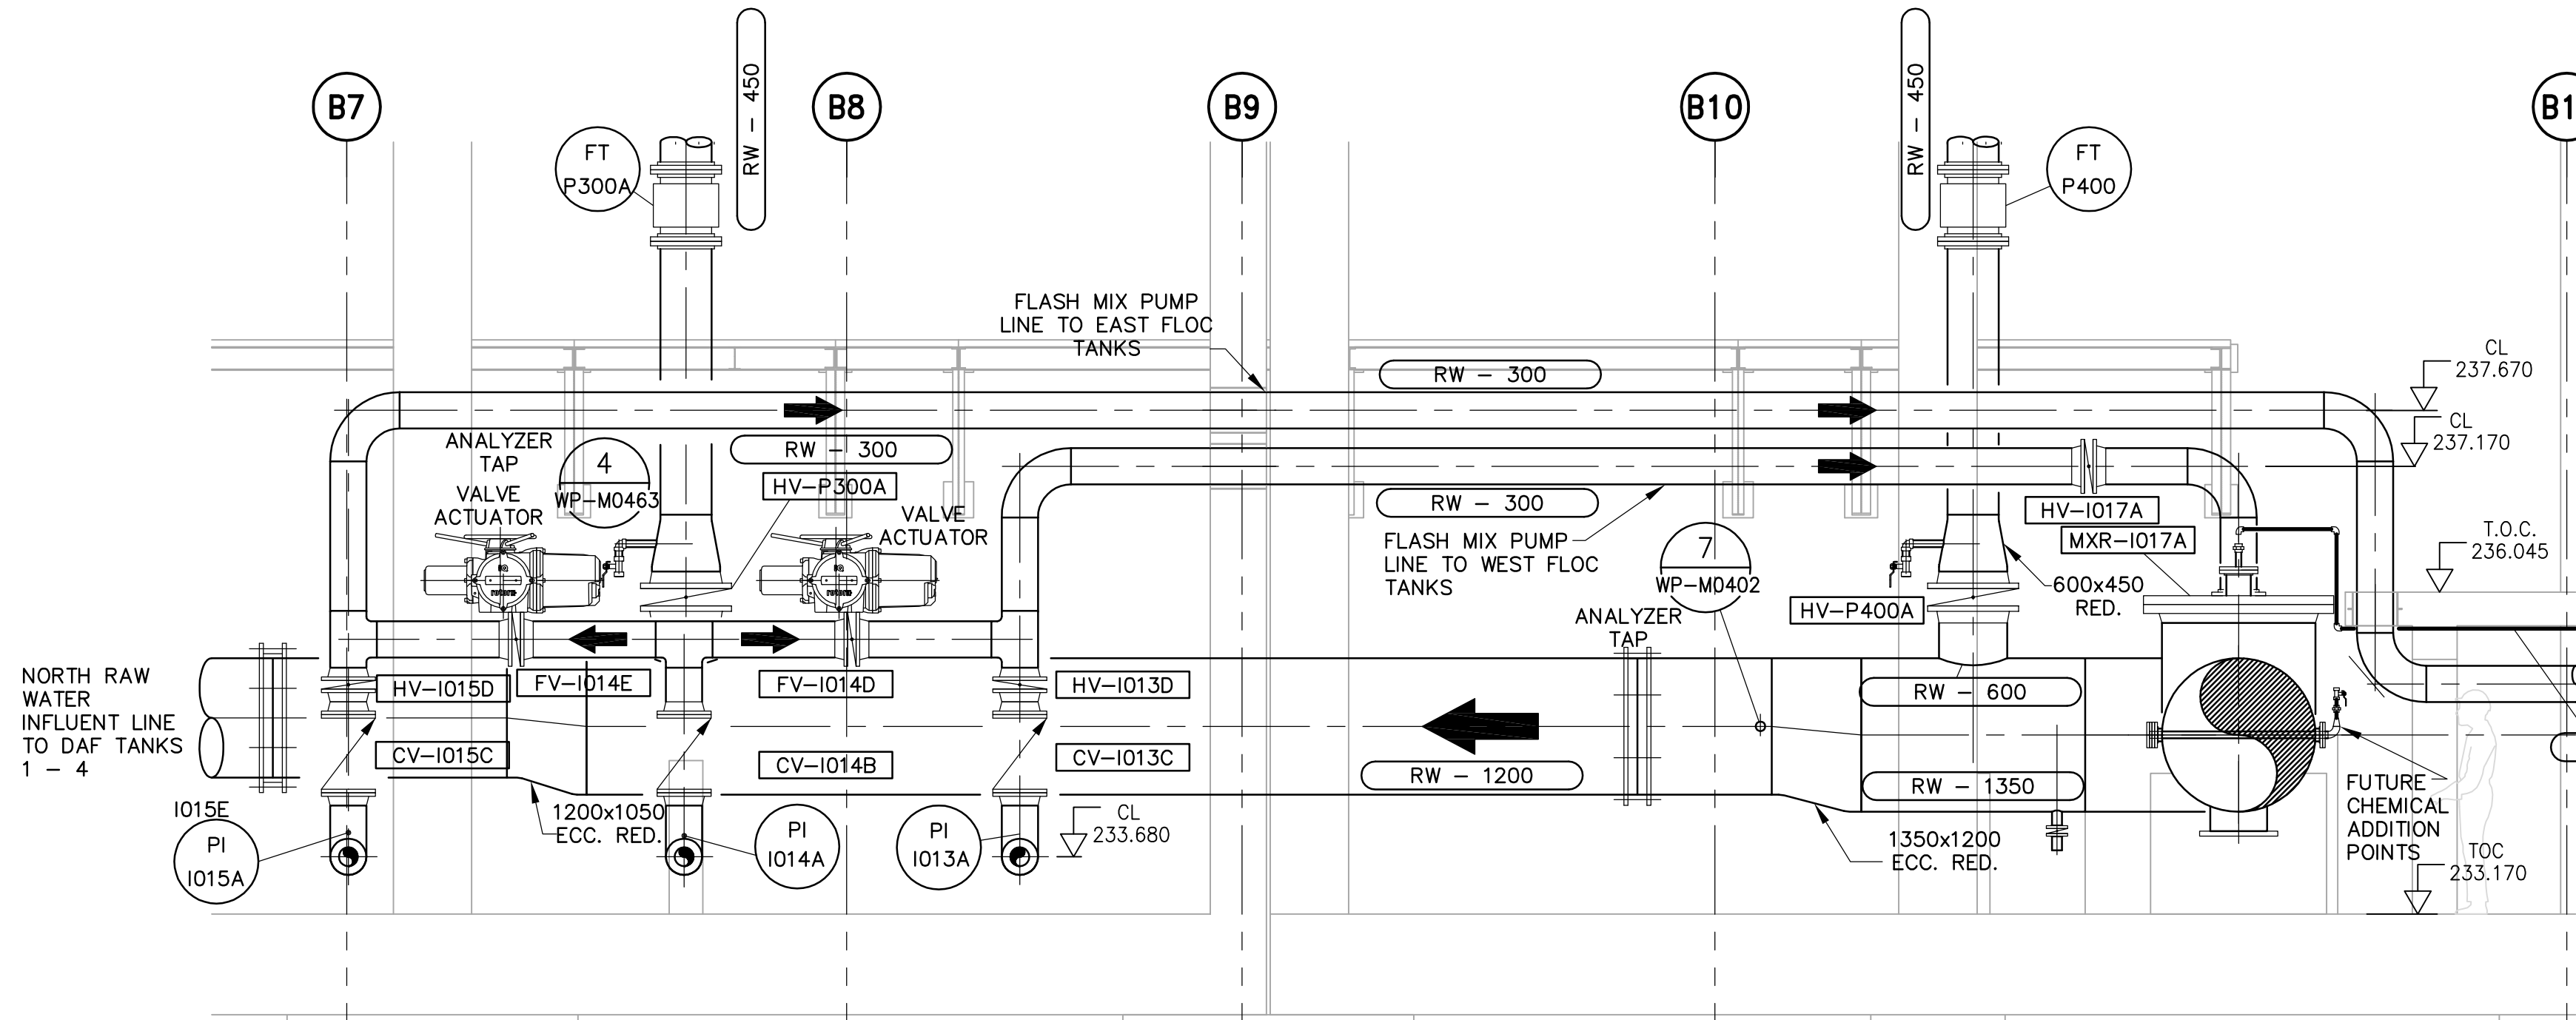 B7
B8
B9
B10
B1
RW - 450
RW - 450
FT
P300A
FT
P400
FLASH MIX PUMP
LINE TO EAST FLOC
TANKS
RW - 300
CL
237.670
CL
237.170
ANALYZER
TAP
4
WP-M0463
RW - 300
HV-P300A
VALVE
ACTUATOR
VALVE
ACTUATOR
RW - 300
FLASH MIX PUMP
LINE TO WEST FLOC
TANKS
7
WP-M0402
HV-I017A
MXR-I017A
T.O.C.
236.045
600x450
RED.
HV-P400A
ANALYZER
TAP
rotork
NORTH RAW
WATER
INFLUENT LINE
TO DAF TANKS
1 - 4
HV-I015D
FV-I014E
FV-I014D
HV-I013D
RW - 600
CV-I015C
CV-I014B
CV-I013C
RW - 1200
RW - 1350
I015E
PI
I015A
1200x1050
ECC. RED.
PI
I014A
PI
I013A
CL
233.680
1350x1200
ECC. RED.
FUTURE
CHEMICAL
ADDITION
POINTS
TOC
233.170